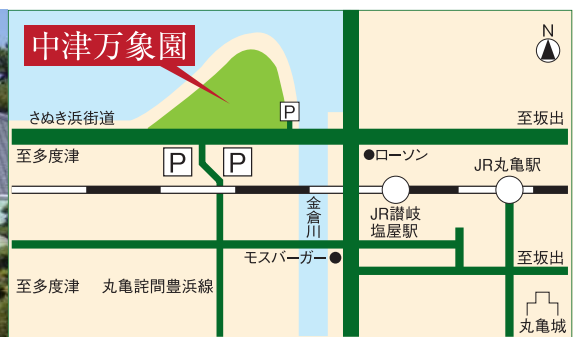 中津万象園
N
P
さぬき浜街道
至坂出
至多度津
P
P
ローソン
JR丸亀駅
金倉川
JR讃岐
塩屋駅
モスバーガー
至坂出
至多度津
丸亀詫間豊浜線
丸亀城